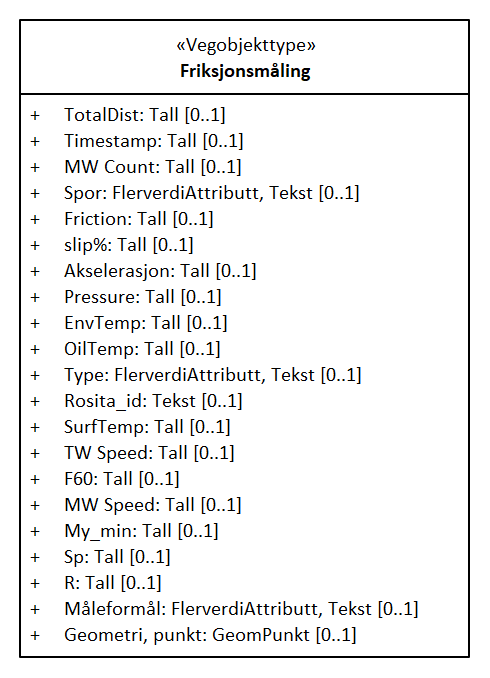 «Vegobjekttype»
Friksjonsmåling
+ TotalDist: Tall [0..1]
+ Timestamp: Tall [0..1]
+ MW Count: Tall [0..1]
+ Spor: FlerverdiAttributt, Tekst [0..1]
+ Friction: Tall [0..1]
+ slip%: Tall [0..1]
+ Akselerasjon: Tall [0..1]
+ Pressure: Tall [0..1]
+ EnvTemp: Tall [0..1]
+ OilTemp: Tall [0..1]
+ Type: FlerverdiAttributt, Tekst [0..1]
+ Rosita_id: Tekst [0..1]
+ SurfTemp: Tall [0..1]
+ TW Speed: Tall [0..1]
+ F60: Tall [0..1]
+ MW Speed: Tall [0..1]
+ My_min: Tall [0..1]
+ Sp: Tall [0..1]
+ R: Tall [0..1]
+ Måleformål: FlerverdiAttributt, Tekst [0..1]
+ Geometri, punkt: GeomPunkt [0..1]